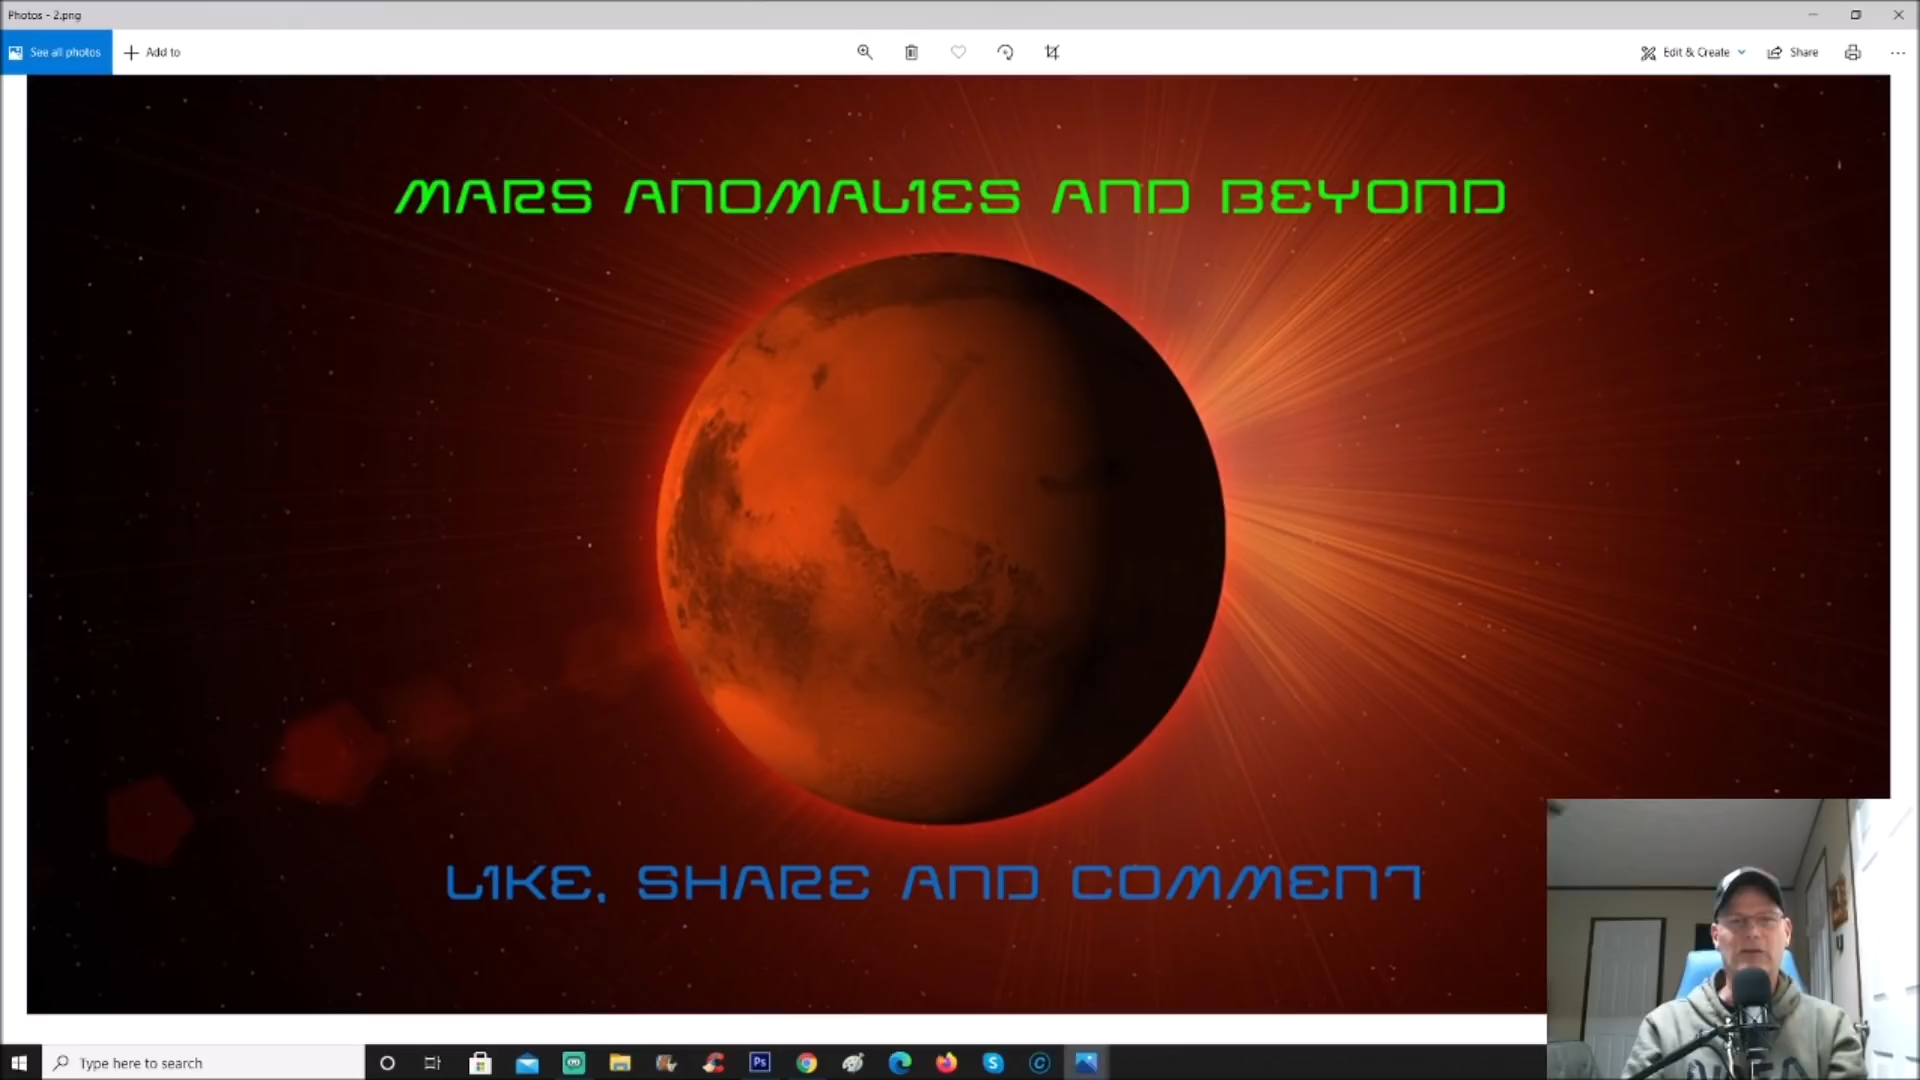 Photos - 2.png
See all photos
Add to
Edit & Create
Share
MARS ANOMALIES AND BEYOND
LIKE, SHARE AND COMMENT
Type here to search
Ps